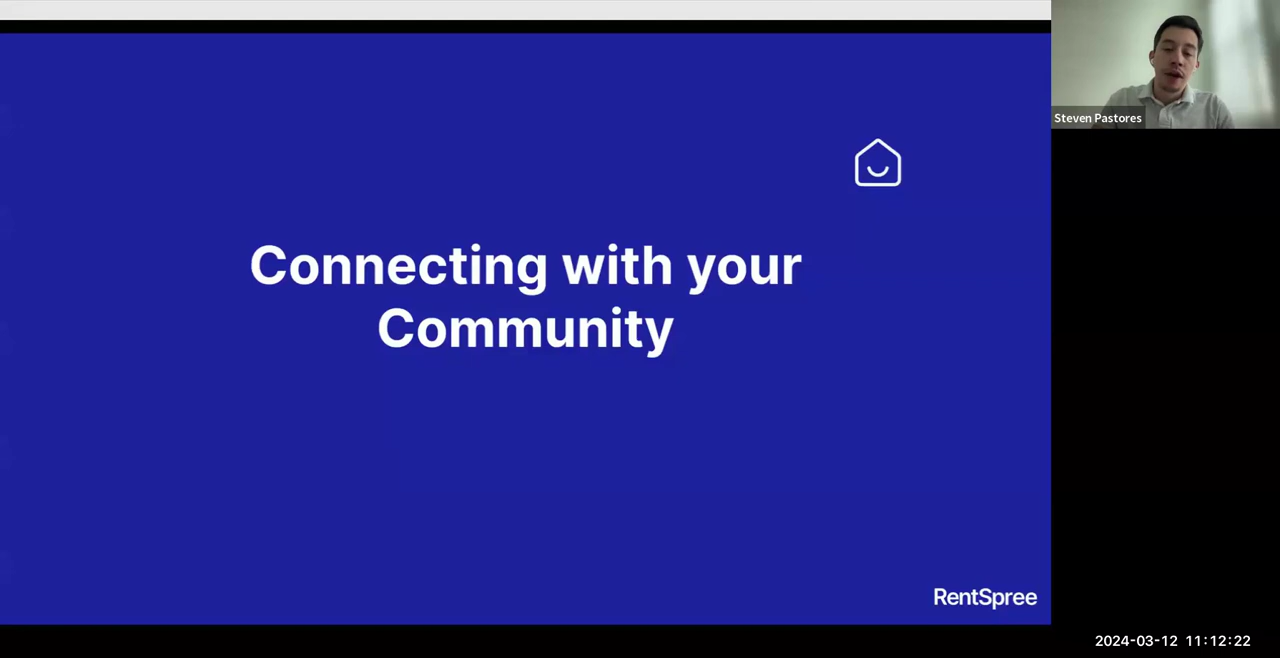 Connecting with your
Community
RentSpree
Steven Pastores
2024-03-12 11:12:22